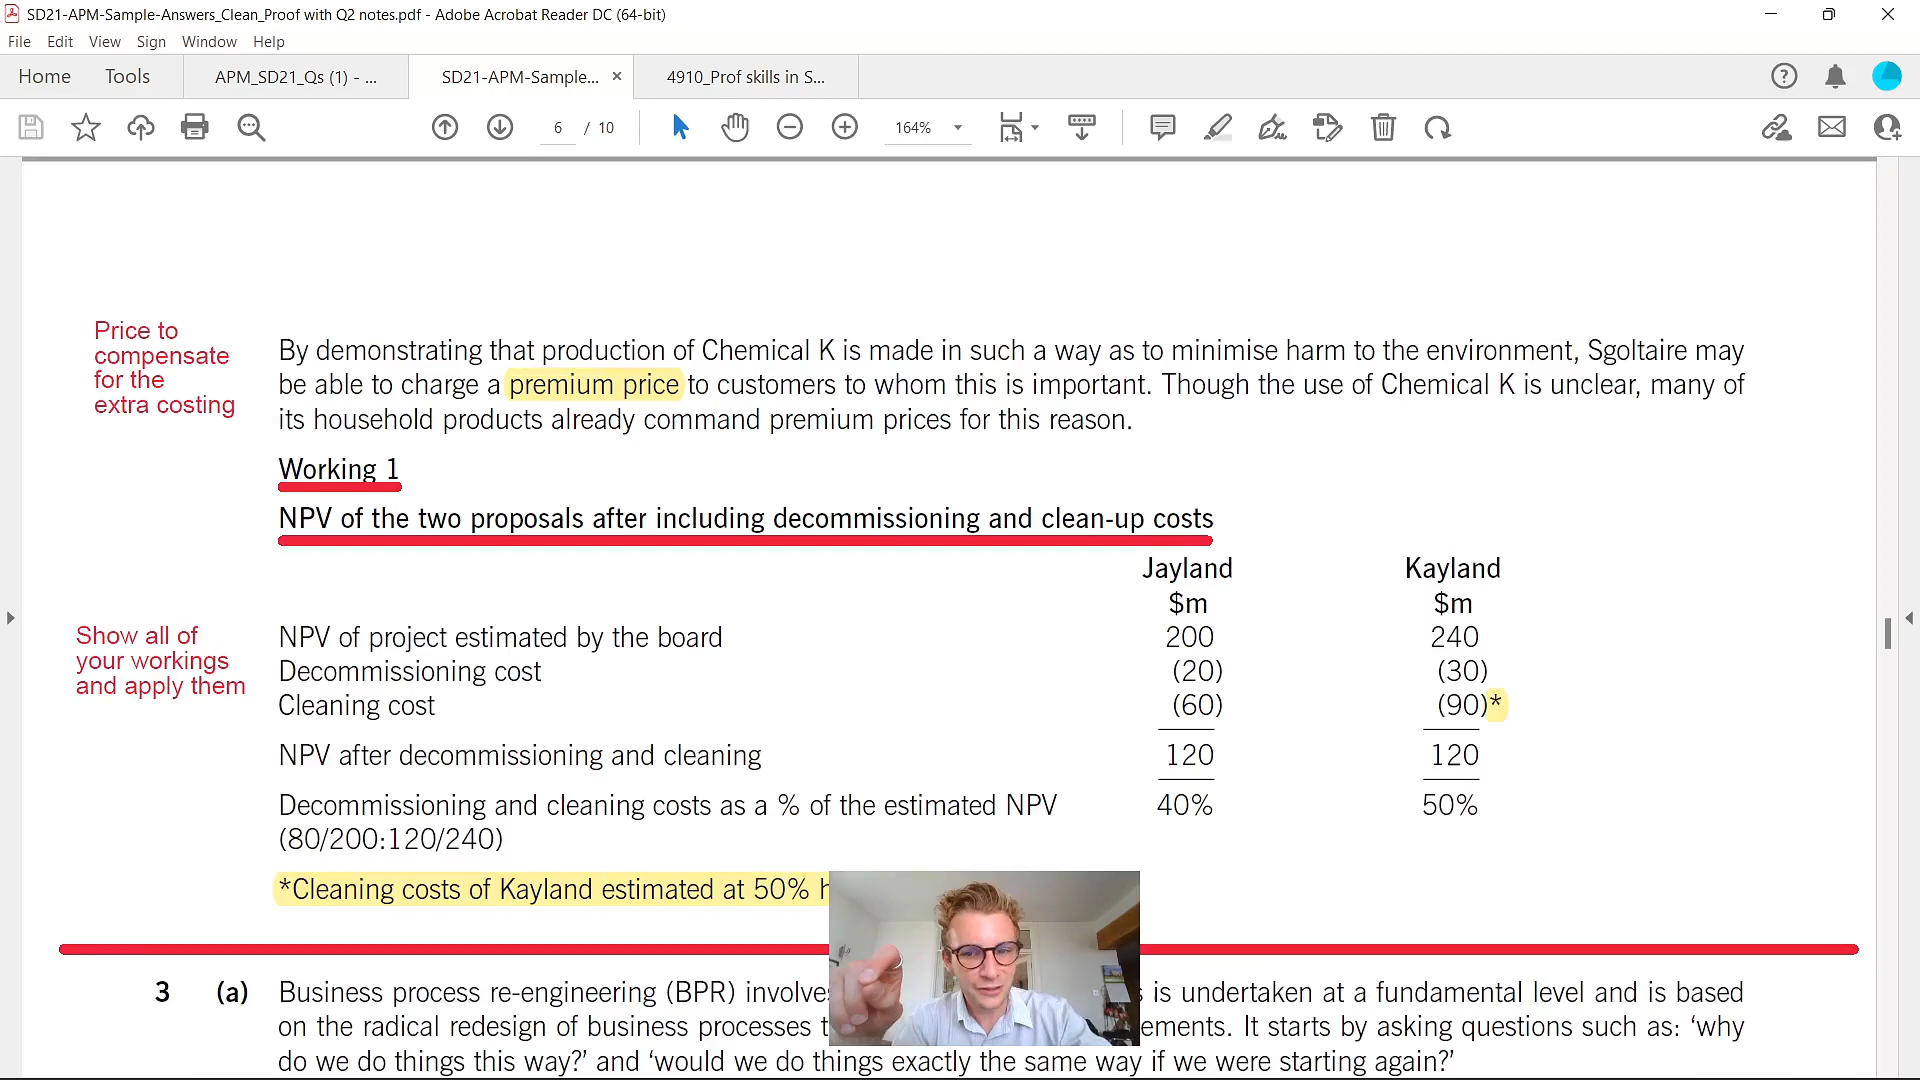 SD21-APM-Sample-Answers_Clean_Proof with Q2 notes.pdf - Adobe Acrobat Reader DC (64-bit)
File Edit View Sign Window Help
Home Tools APM_SD21_Qs (1) - ... SD21-APM-Sample... × 4910_Prof skills in S...
6 / 10 164%
Price to
compensate
for the
extra costing
By demonstrating that production of Chemical K is made in such a way as to minimise harm to the environment, Sgoltaire may
be able to charge a premium price to customers to whom this is important. Though the use of Chemical K is unclear, many of
its household products already command premium prices for this reason.
Working 1
NPV of the two proposals after including decommissioning and clean-up costs
Jayland Kayland
$m $m
Show all of
your workings
and apply them
NPV of project estimated by the board 200 240
Decommissioning cost (20) (30)
Cleaning cost (60) (90)*
NPV after decommissioning and cleaning 120 120
Decommissioning and cleaning costs as a % of the estimated NPV 40% 50%
(80/200:120/240)
*Cleaning costs of Kayland estimated at 50%
3 (a) Business process re-engineering (BPR) is undertaken at a fundamental level and is based
on the radical redesign of business processes It starts by asking questions such as: ‘why
do we do things this way?’ and ‘would we do things exactly the same way if we were starting again?’